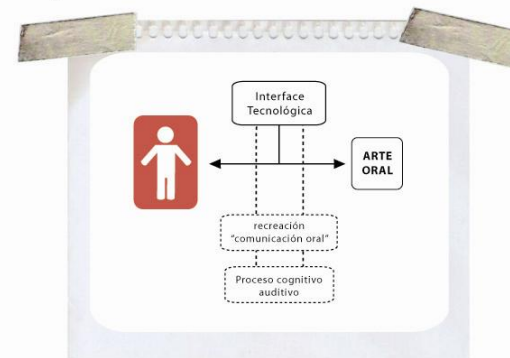 Interface
Tecnológica
ARTE
ORAL
recreación
"comunicación oral"
Proceso cognitivo
auditivo